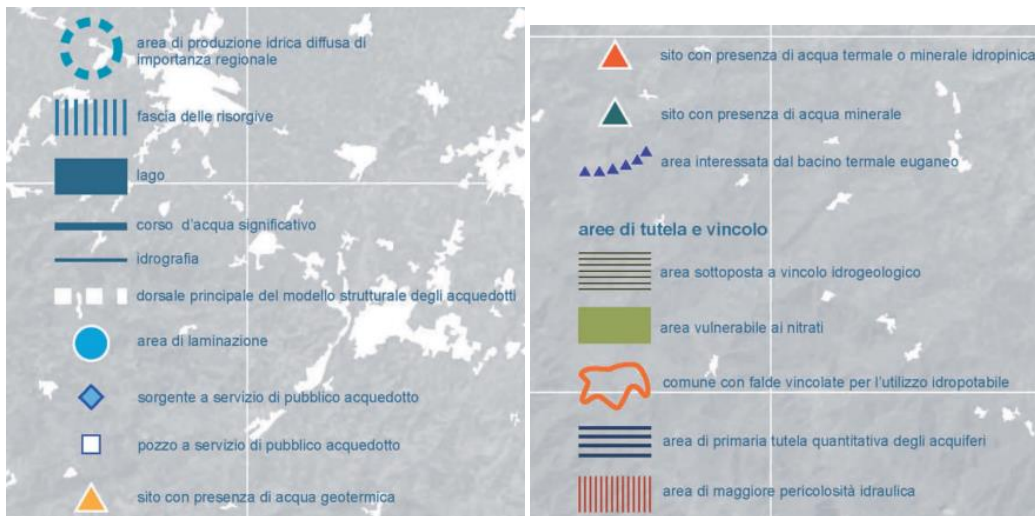 area di produzione idrica diffusa di
importanza regionale
fascia delle risorgive
lago
corso d'acqua significativo
idrografia
dorsale principale del modello strutturale degli acquedotti
area di laminazione
sorgente a servizio di pubblico acquedotto
pozzo a servizio di pubblico acquedotto
sito con presenza di acqua geotermica
sito con presenza di acqua termale o minerale idropinica
sito con presenza di acqua minerale
area interessata dal bacino termale euganeo
aree di tutela e vincolo
area sottoposta a vincolo idrogeologico
area vulnerabile ai nitrati
comune con falde vincolate per l'utilizzo idropotabile
area di primaria tutela quantitativa degli acquiferi
area di maggiore pericolosità idraulica